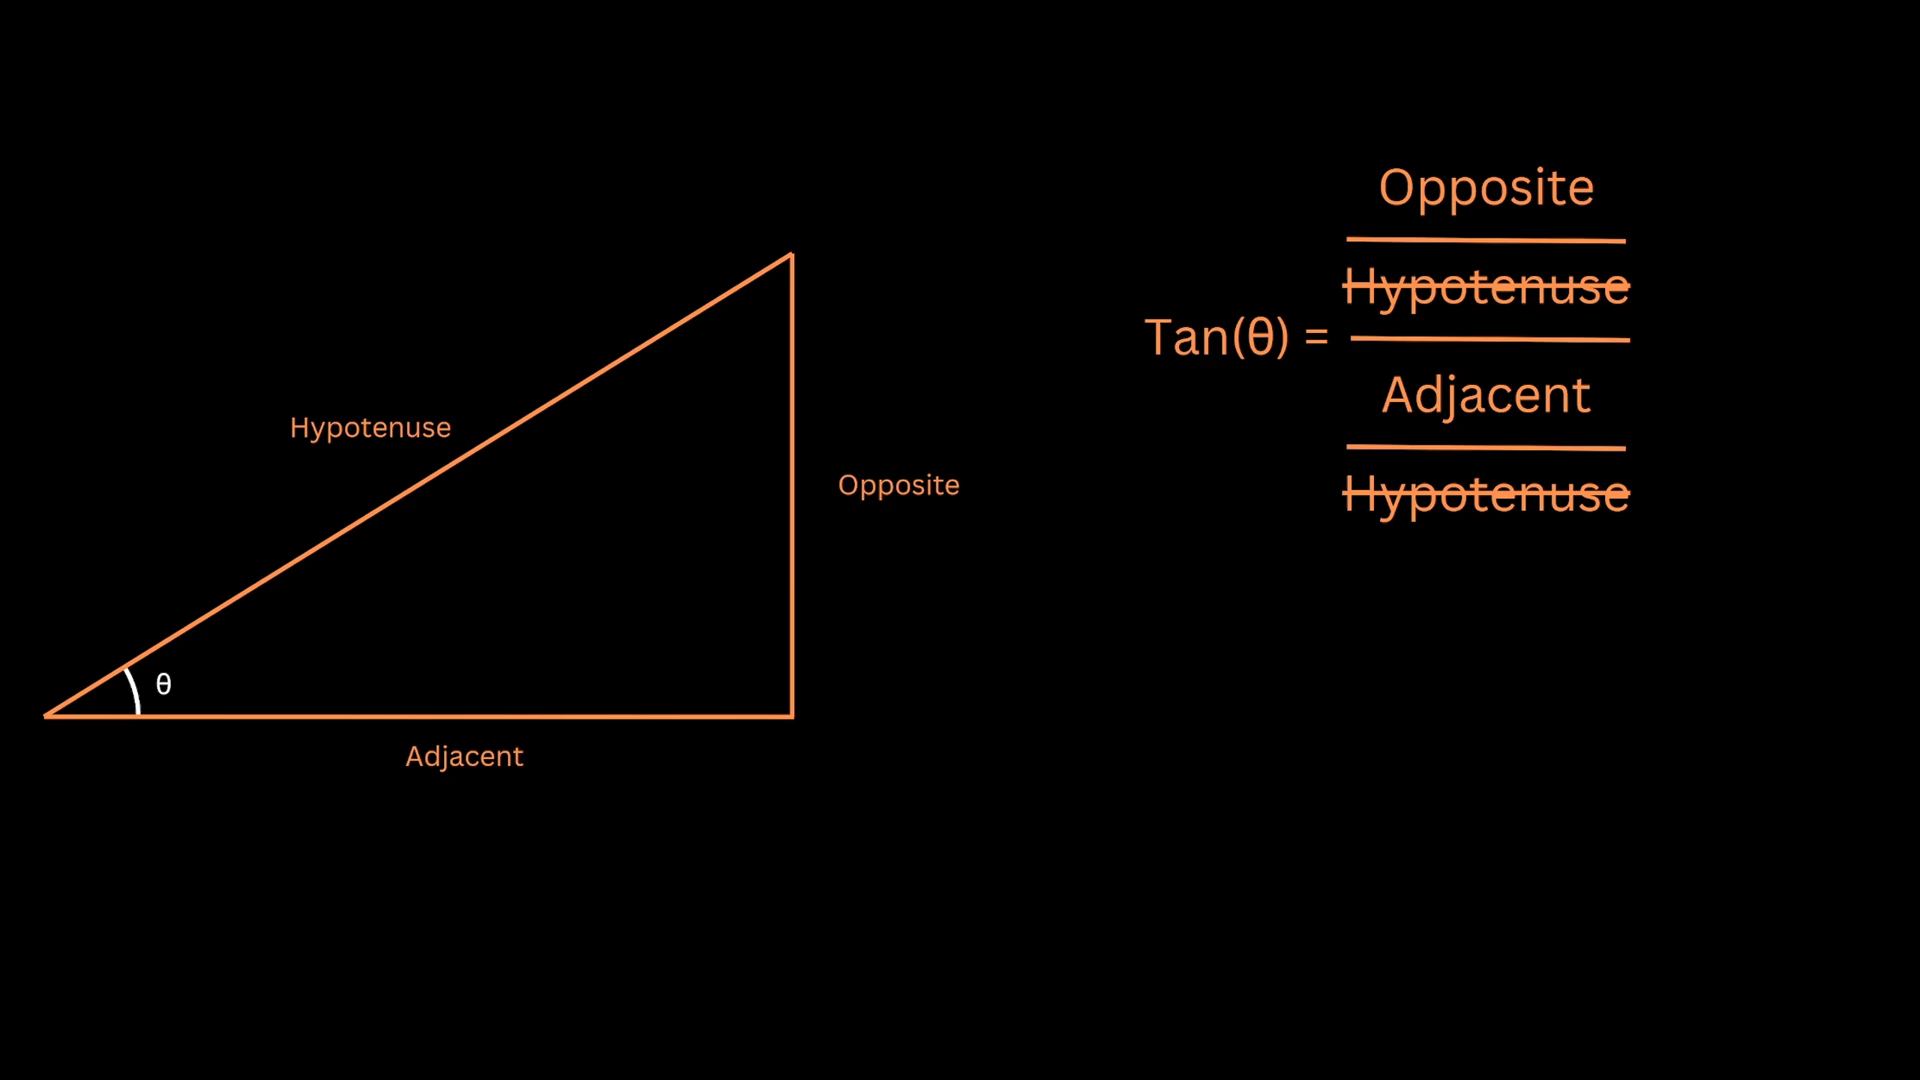 Hypotenuse
Opposite
θ
Adjacent
Opposite
Hypotenuse
Tan(θ) =
Adjacent
Hypotenuse